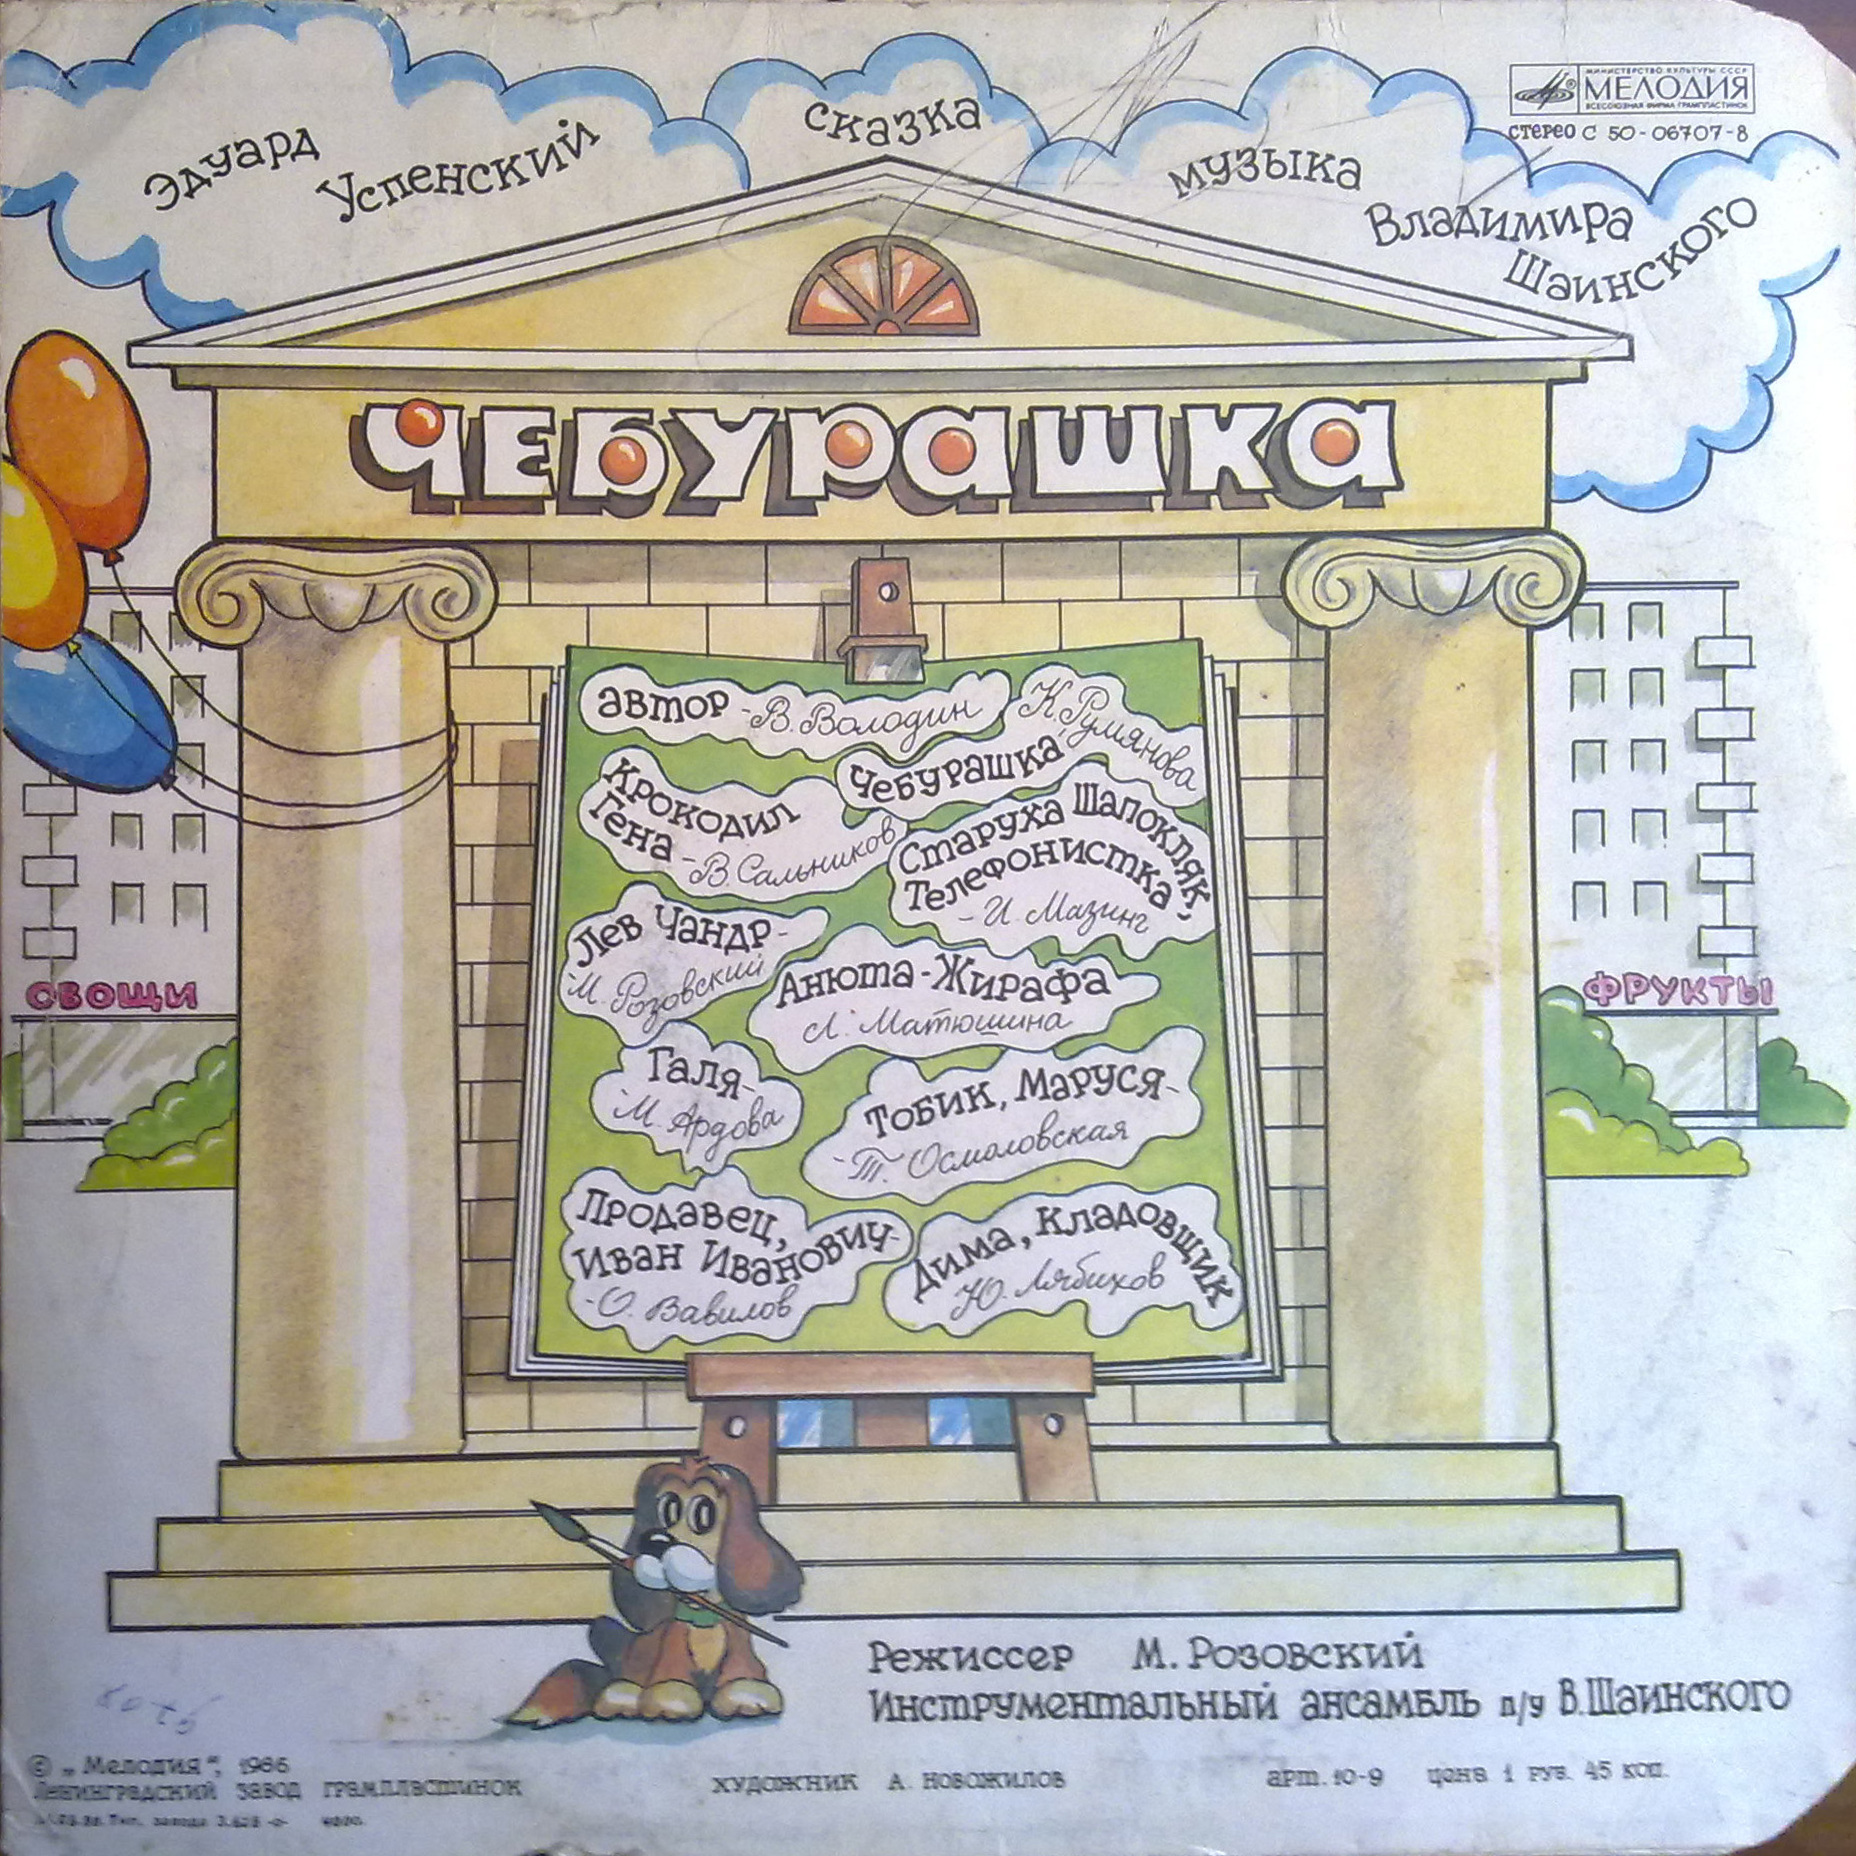 МИНИСТЕРСТВО КУЛЬТУРЫ СССР
МЕЛОДИЯ
ВСЕСОЮЗНАЯ ФИРМА ГРАМПЛАСТИНОК
СТЕРЕО С 50-06707-8
Эдуард
Успенский
сказка
музыка
Владимира
Шаинского
ЧЕБУРАШКА
автор - В. Володин
Чебурашка, К. Румянова
Крокодил
Гена - В. Сальников
Старуха Шапокляк,
Телефонистка,
- И. Мазинг
Лев Чандр -
- М. Розовский
Анюта-Жирафа
Л. Матюшина
Галя -
- М. Ардова
Тобик, Маруся -
- Т. Осмоловская
Продавец,
Иван Иванович -
- О. Вавилов
Дима, кладовщик
Ю. Лябихов
ОВОЩИ
ФРУКТЫ
Режиссер М. Розовский
Инструментальный ансамбль п/у В. Шаинского
„Мелодия“, 1986
Ленинградский завод грампластинок
художник А. Новожилов
арт. 10-9 цена 1 руб. 45 коп.